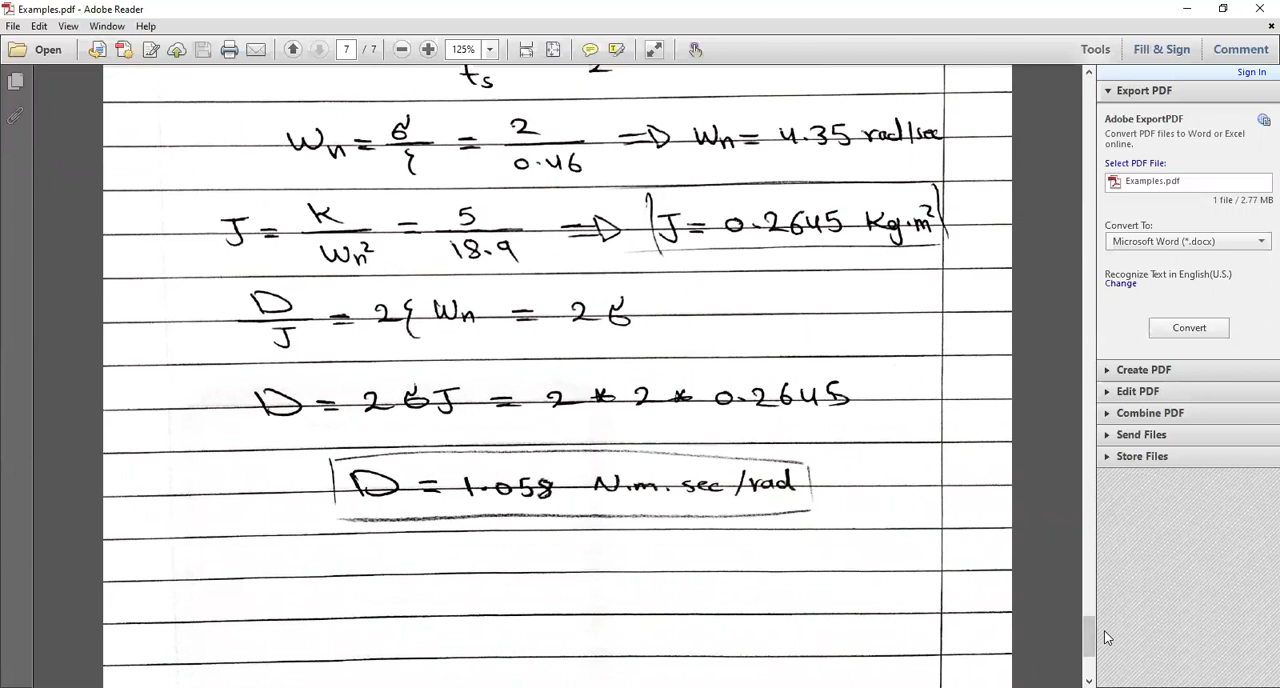 Examples.pdf - Adobe Reader
File Edit View Window Help
Open 7 / 7 125% Tools Fill & Sign Comment
Sign In
ts 2
Wn = σ/ζ = 2/0.46 => Wn = 4.35 rad/sec
J = K/Wn² = 5/18.9 => J = 0.2645 Kg.m²
D/J = 2ζ Wn = 2σ
D = 2σJ = 2 * 2 * 0.2645
D = 1.058 N.m.sec/rad
Export PDF
Adobe ExportPDF
Convert PDF files to Word or Excel
online.
Select PDF File:
Examples.pdf
1 file / 2.77 MB
Convert To:
Microsoft Word (*.docx)
Recognize Text in English(U.S.)
Change
Convert
Create PDF
Edit PDF
Combine PDF
Send Files
Store Files